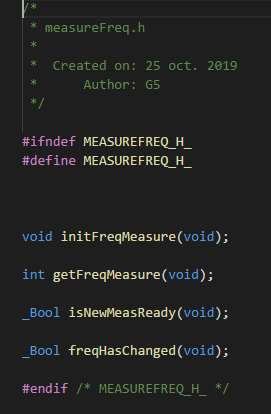 /*
 * measureFreq.h
 *
 *  Created on: 25 oct. 2019
 *      Author: G5
 */

#ifndef MEASUREFREQ_H_
#define MEASUREFREQ_H_

void initFreqMeasure(void);

int getFreqMeasure(void);

_Bool isNewMeasReady(void);

_Bool freqHasChanged(void);

#endif /* MEASUREFREQ_H_ */